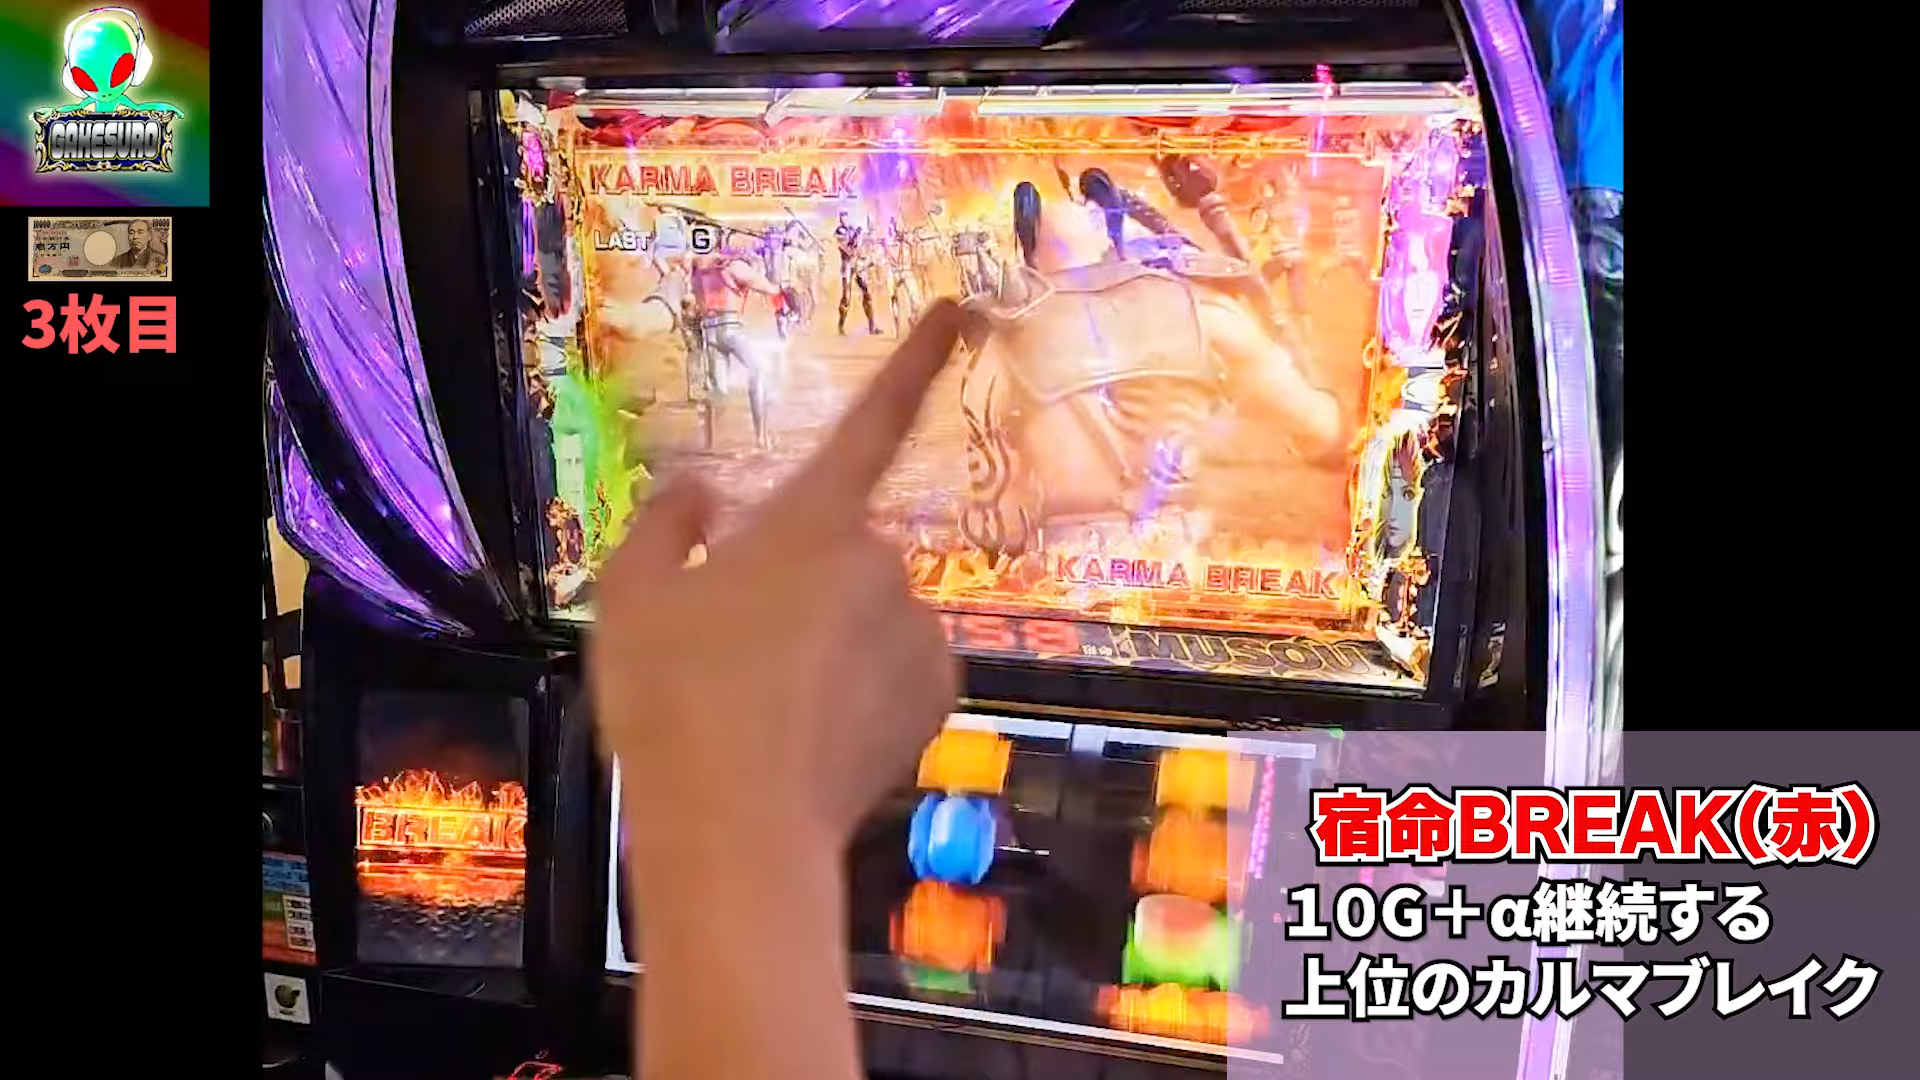 GAMESURO
3枚目
KARMA BREAK
LAST G
KARMA BREAK
MUSOU
BREAK
宿命BREAK（赤）
10G＋α継続する
上位のカルマブレイク